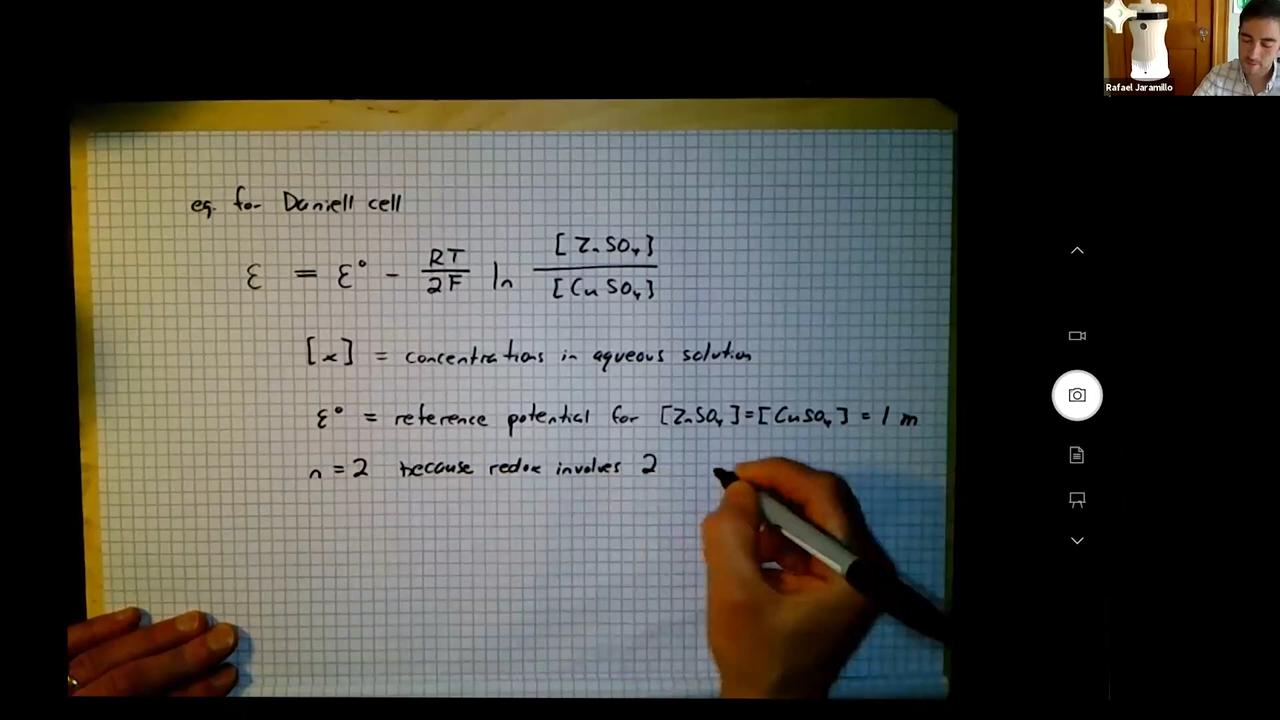 Rafael Jaramillo
eg. for Daniell cell
ℰ = ℰ° - RT/2F ln [ZnSO₄]/[CuSO₄]
[x] = concentrations in aqueous solution
ℰ° = reference potential for [ZnSO₄]=[CuSO₄] = 1 m
n = 2 because redox involves 2